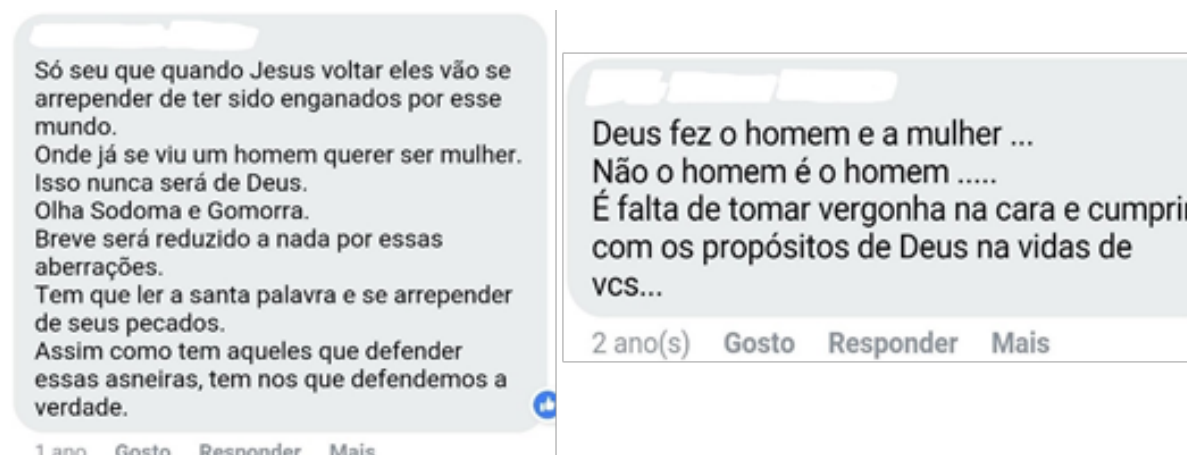 Só seu que quando Jesus voltar eles vão se
arrepender de ter sido enganados por esse
mundo.
Onde já se viu um homem querer ser mulher.
Isso nunca será de Deus.
Olha Sodoma e Gomorra.
Breve será reduzido a nada por essas
aberrações.
Tem que ler a santa palavra e se arrepender
de seus pecados.
Assim como tem aqueles que defender
essas asneiras, tem nos que defendemos a
verdade.
1 ano Gosto Responder Mais
Deus fez o homem e a mulher ...
Não o homem é o homem .....
É falta de tomar vergonha na cara e cumprir
com os propósitos de Deus na vidas de
vcs...
2 ano(s) Gosto Responder Mais